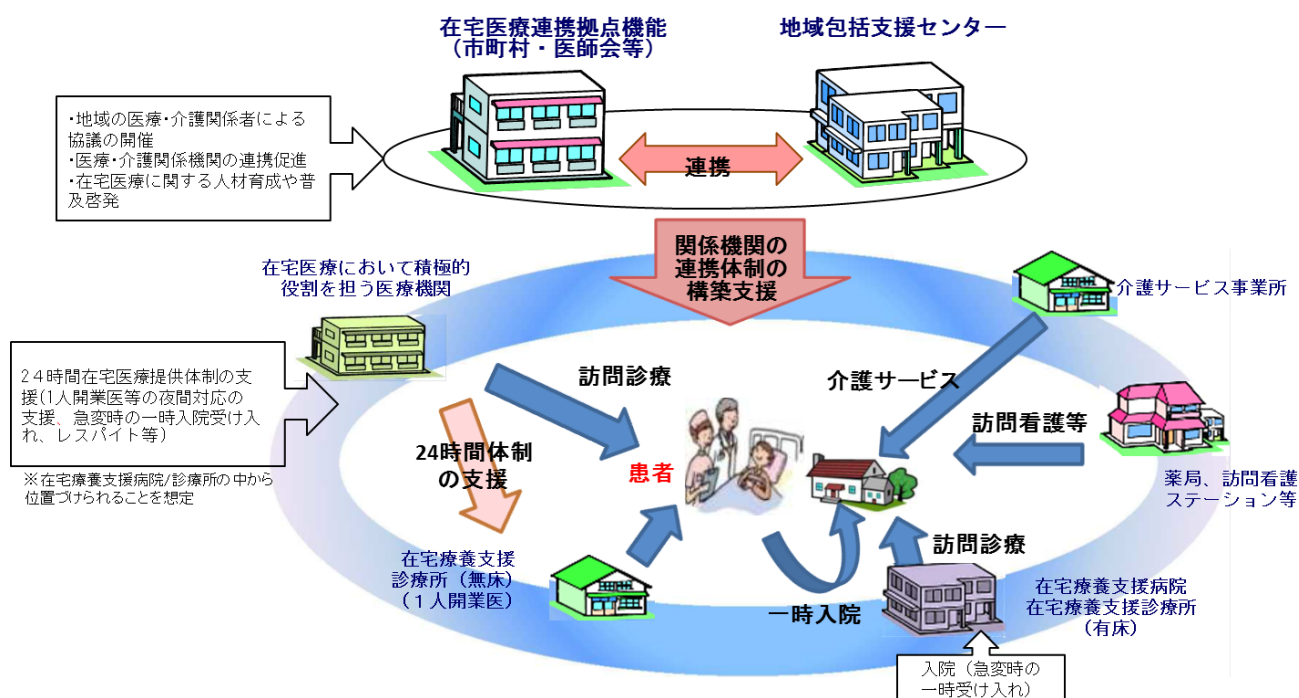 在宅医療連携拠点機能
(市町村・医師会等)
地域包括支援センター
・地域の医療・介護関係者による
協議の開催
・医療・介護関係機関の連携促進
・在宅医療に関する人材育成や普
及啓発
連携
関係機関の
連携体制の
構築支援
在宅医療において積極的
役割を担う医療機関
介護サービス事業所
24時間在宅医療提供体制の支
援(1人開業医等の夜間対応の
支援、急変時の一時入院受け入
れ、レスパイト等)
※在宅療養支援病院/診療所の中から
位置づけられることを想定
訪問診療
介護サービス
24時間体制
の支援
患者
訪問看護等
薬局、訪問看護
ステーション等
在宅療養支援
診療所(無床)
(1人開業医)
訪問診療
一時入院
在宅療養支援病院
在宅療養支援診療所
(有床)
入院(急変時の
一時受け入れ)